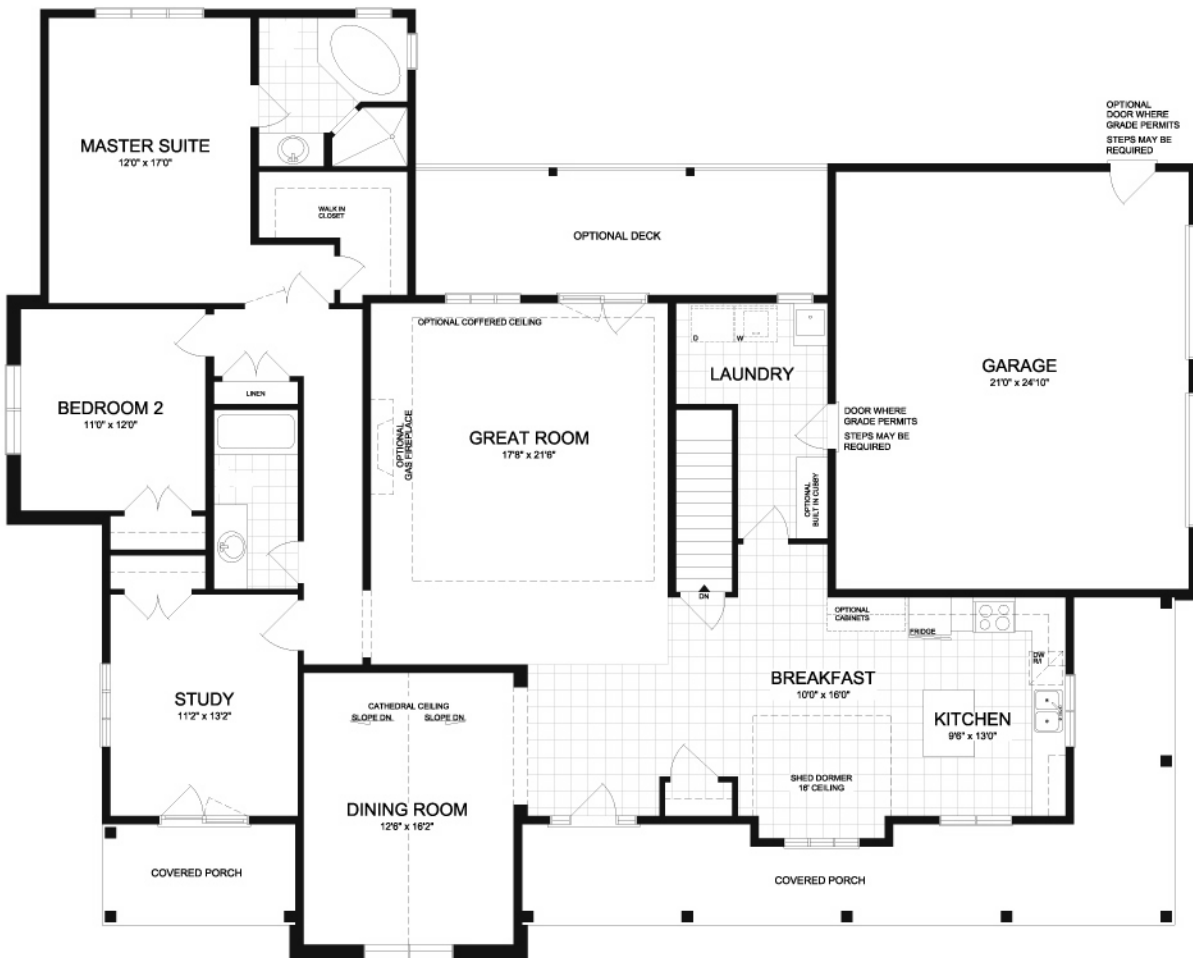 MASTER SUITE
12'0" x 17'0"
OPTIONAL
DOOR WHERE
GRADE PERMITS
STEPS MAY BE
REQUIRED
WALK IN
CLOSET
OPTIONAL DECK
OPTIONAL COFFERED CEILING
D
W
LAUNDRY
GARAGE
21'0" x 24'10"
LINEN
BEDROOM 2
11'0" x 12'0"
OPTIONAL
GAS FIREPLACE
GREAT ROOM
17'8" x 21'6"
DOOR WHERE
GRADE PERMITS
STEPS MAY BE
REQUIRED
OPTIONAL
BUILT IN CUBBY
DN
OPTIONAL
CABINETS
FRIDGE
DW
R/I
STUDY
11'2" x 13'2"
CATHEDRAL CEILING
SLOPE DN.
SLOPE DN.
BREAKFAST
10'0" x 16'0"
KITCHEN
9'6" x 13'0"
SHED DORMER
16' CEILING
DINING ROOM
12'6" x 16'2"
COVERED PORCH
COVERED PORCH